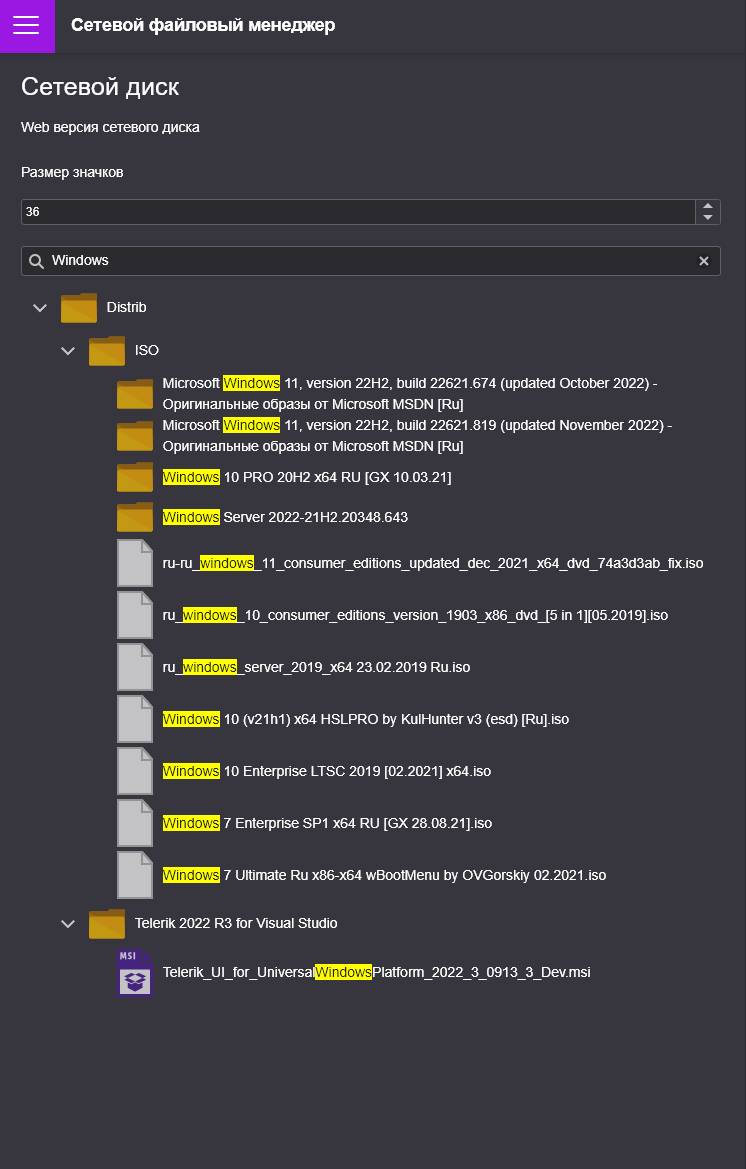 Сетевой файловый менеджер
Сетевой диск
Web версия сетевого диска
Размер значков
36
Windows
Distrib
ISO
Microsoft Windows 11, version 22H2, build 22621.674 (updated October 2022) -
Оригинальные образы от Microsoft MSDN [Ru]
Microsoft Windows 11, version 22H2, build 22621.819 (updated November 2022) -
Оригинальные образы от Microsoft MSDN [Ru]
Windows 10 PRO 20H2 x64 RU [GX 10.03.21]
Windows Server 2022-21H2.20348.643
ru-ru_windows_11_consumer_editions_updated_dec_2021_x64_dvd_74a3d3ab_fix.iso
ru_windows_10_consumer_editions_version_1903_x86_dvd_[5 in 1][05.2019].iso
ru_windows_server_2019_x64 23.02.2019 Ru.iso
Windows 10 (v21h1) x64 HSLPRO by KulHunter v3 (esd) [Ru].iso
Windows 10 Enterprise LTSC 2019 [02.2021] x64.iso
Windows 7 Enterprise SP1 x64 RU [GX 28.08.21].iso
Windows 7 Ultimate Ru x86-x64 wBootMenu by OVGorskiy 02.2021.iso
Telerik 2022 R3 for Visual Studio
MSI
Telerik_UI_for_UniversalWindowsPlatform_2022_3_0913_3_Dev.msi